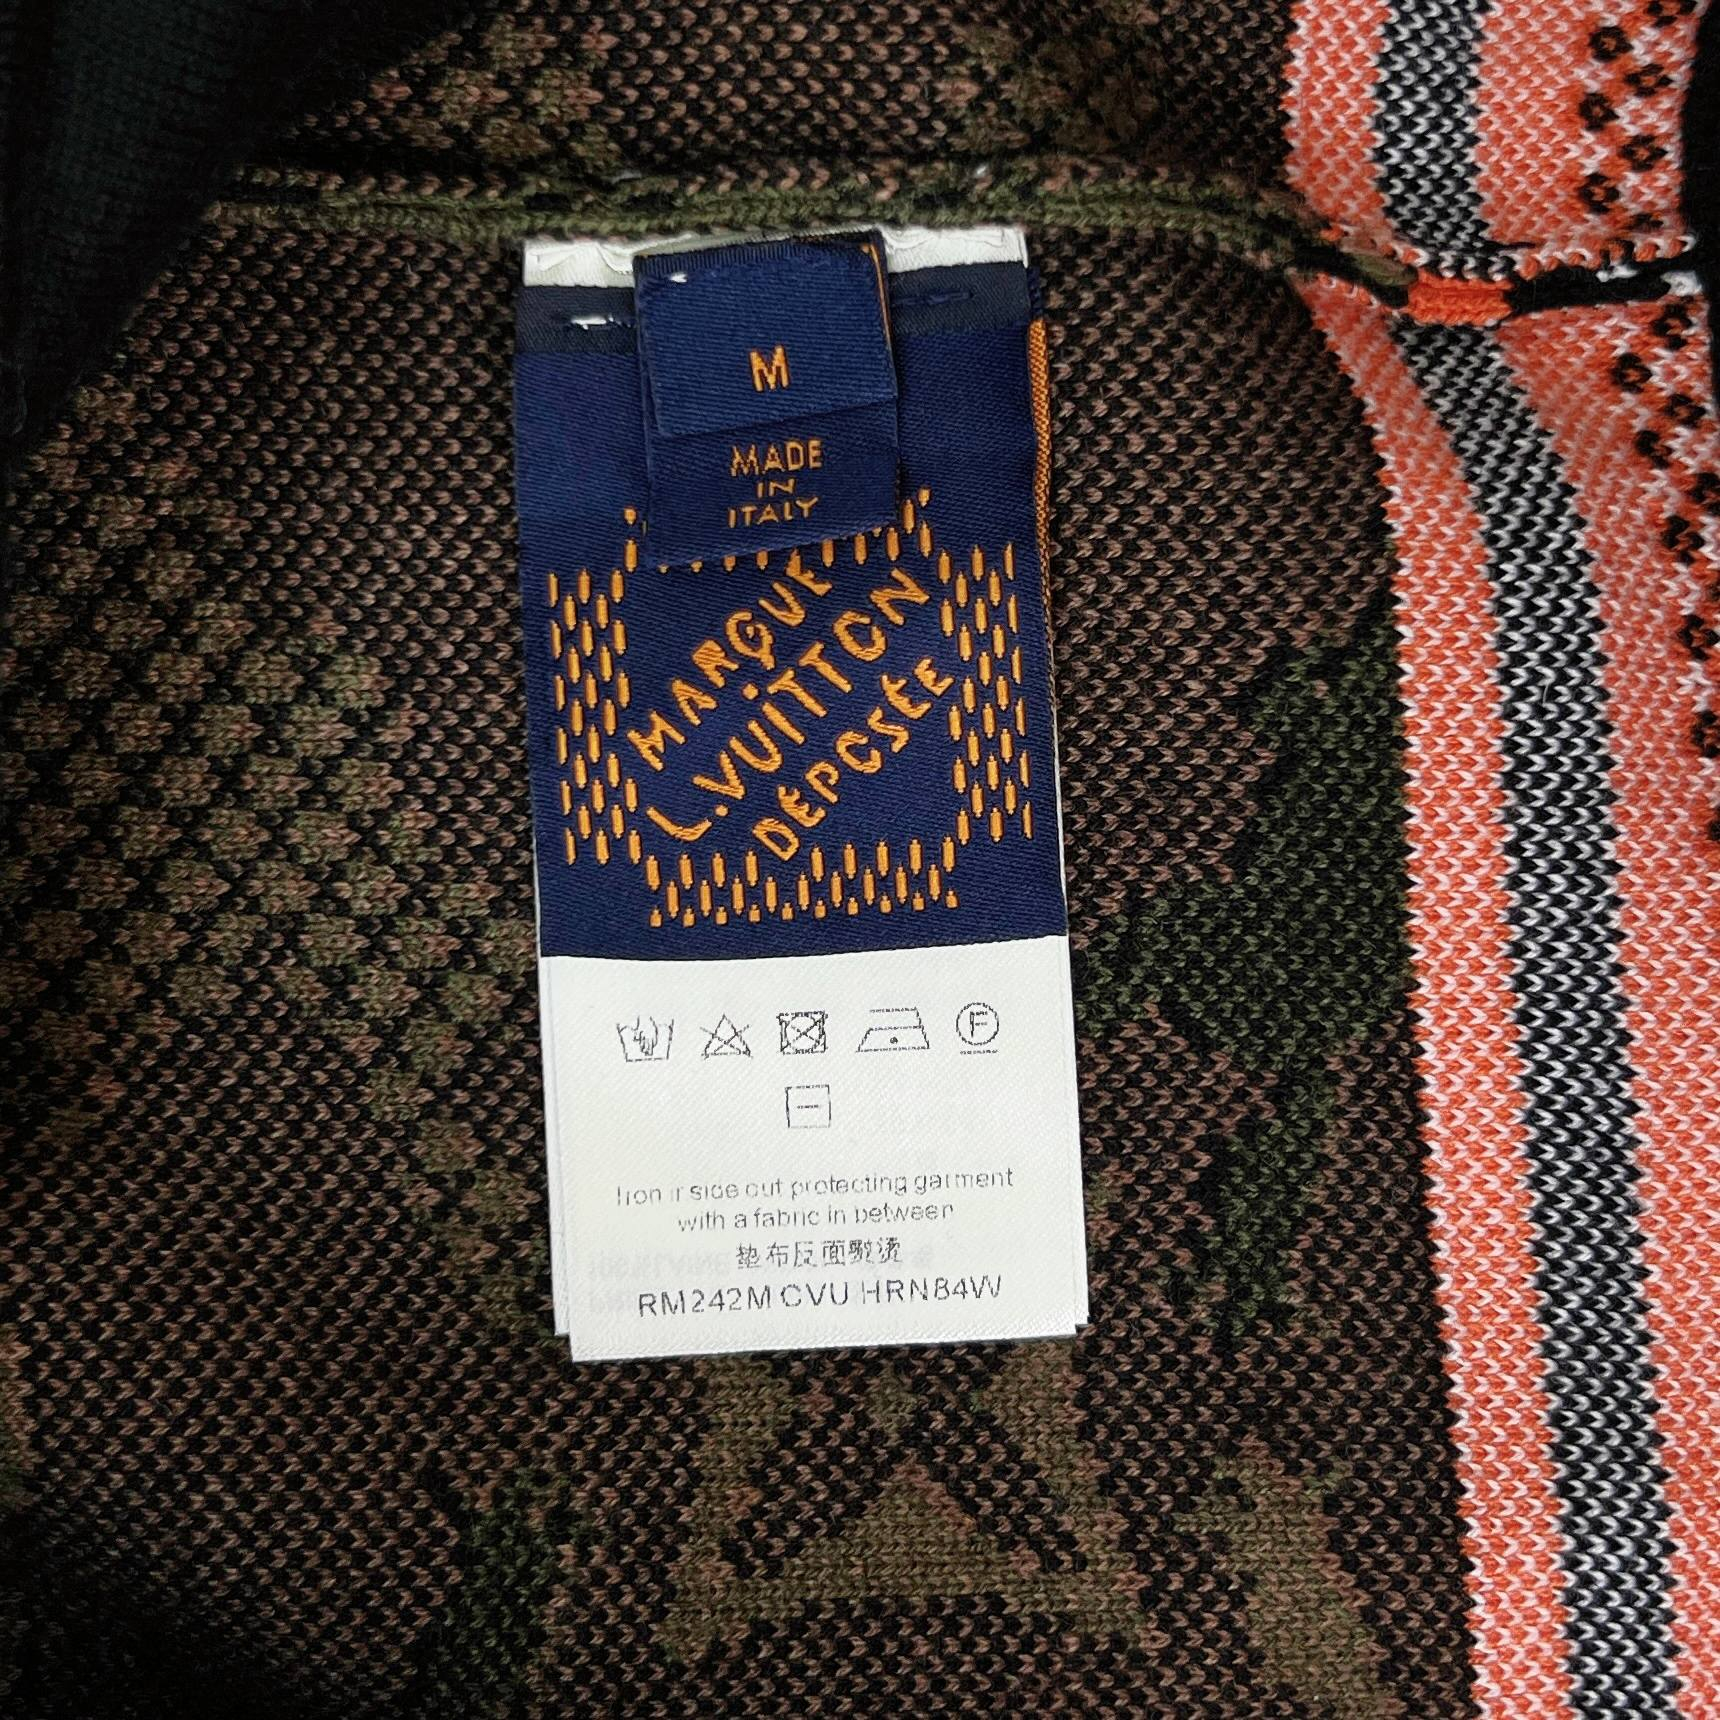 M
MADE
IN
ITALY
MARQUE
L.VUITTON
DÉPOSÉE
F
Iron inside out protecting garment
with a fabric in between
垫布反面熨烫
RM242M CVU HRN84W